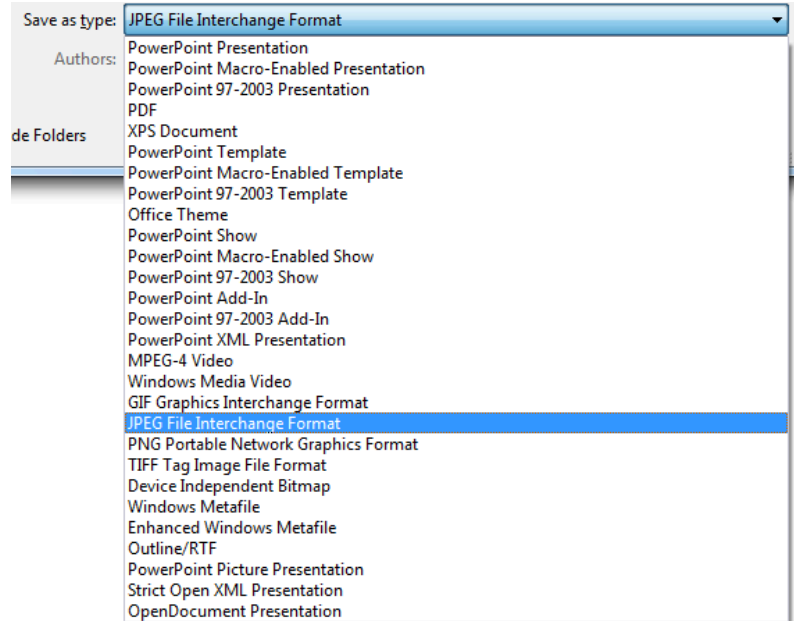 Save as type: JPEG File Interchange Format
Authors:
de Folders
PowerPoint Presentation
PowerPoint Macro-Enabled Presentation
PowerPoint 97-2003 Presentation
PDF
XPS Document
PowerPoint Template
PowerPoint Macro-Enabled Template
PowerPoint 97-2003 Template
Office Theme
PowerPoint Show
PowerPoint Macro-Enabled Show
PowerPoint 97-2003 Show
PowerPoint Add-In
PowerPoint 97-2003 Add-In
PowerPoint XML Presentation
MPEG-4 Video
Windows Media Video
GIF Graphics Interchange Format
JPEG File Interchange Format
PNG Portable Network Graphics Format
TIFF Tag Image File Format
Device Independent Bitmap
Windows Metafile
Enhanced Windows Metafile
Outline/RTF
PowerPoint Picture Presentation
Strict Open XML Presentation
OpenDocument Presentation